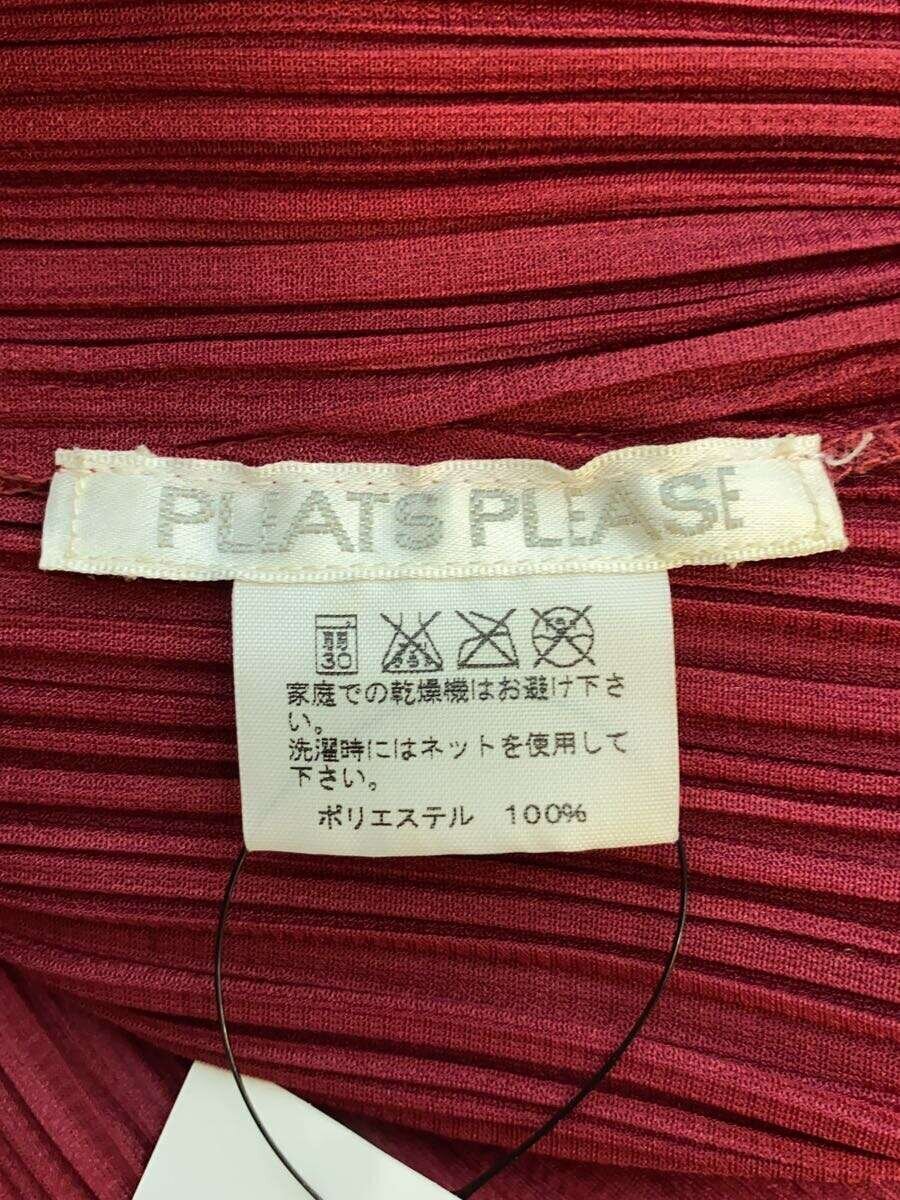 PLEATS PLEASE
弱
30
家庭での乾燥機はお避け下さ
い。
洗濯時にはネットを使用して
下さい。
ポリエステル 100%